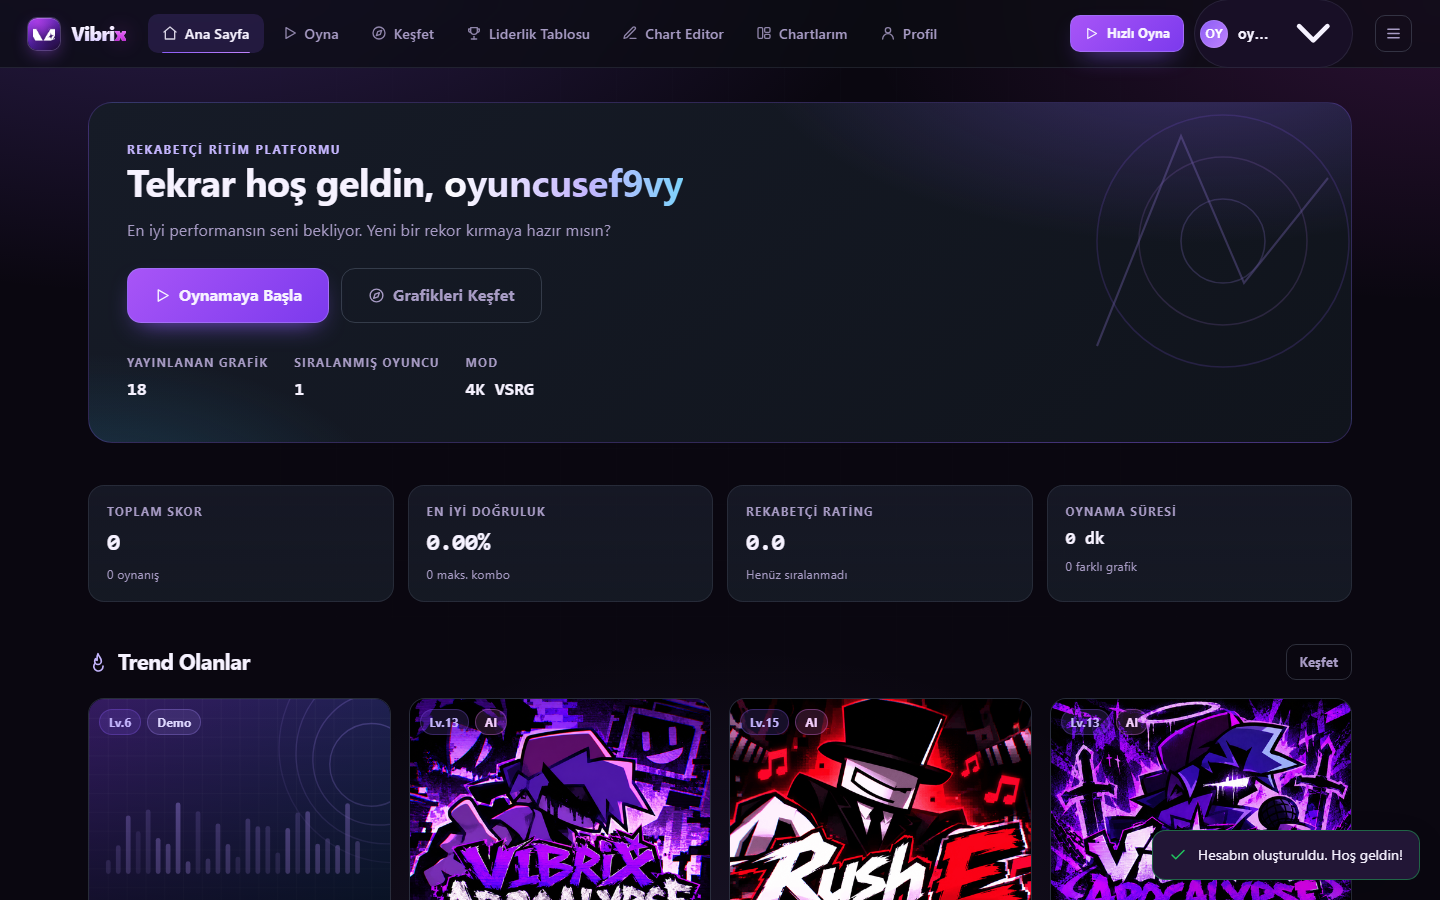 Vibrix
Ana Sayfa
Oyna
Keşfet
Liderlik Tablosu
Chart Editor
Chartlarım
Profil
Hızlı Oyna
OY
oy...
REKABETÇİ RİTİM PLATFORMU
Tekrar hoş geldin, oyuncusef9vy
En iyi performansın seni bekliyor. Yeni bir rekor kırmaya hazır mısın?
Oynamaya Başla
Grafikleri Keşfet
YAYINLANAN GRAFİK
SIRALANMIŞ OYUNCU
MOD
18
1
4K VSRG
TOPLAM SKOR
0
0 oynanış
EN İYİ DOĞRULUK
0.00%
0 maks. kombo
REKABETÇİ RATİNG
0.0
Henüz sıralanmadı
OYNAMA SÜRESİ
0 dk
0 farklı grafik
Trend Olanlar
Keşfet
Lv.6
Demo
Lv.13
AI
VIBRIX
APOCALYPSE
Lv.15
AI
Rush E
Lv.13
AI
APOCALYPSE
Hesabın oluşturuldu. Hoş geldin!